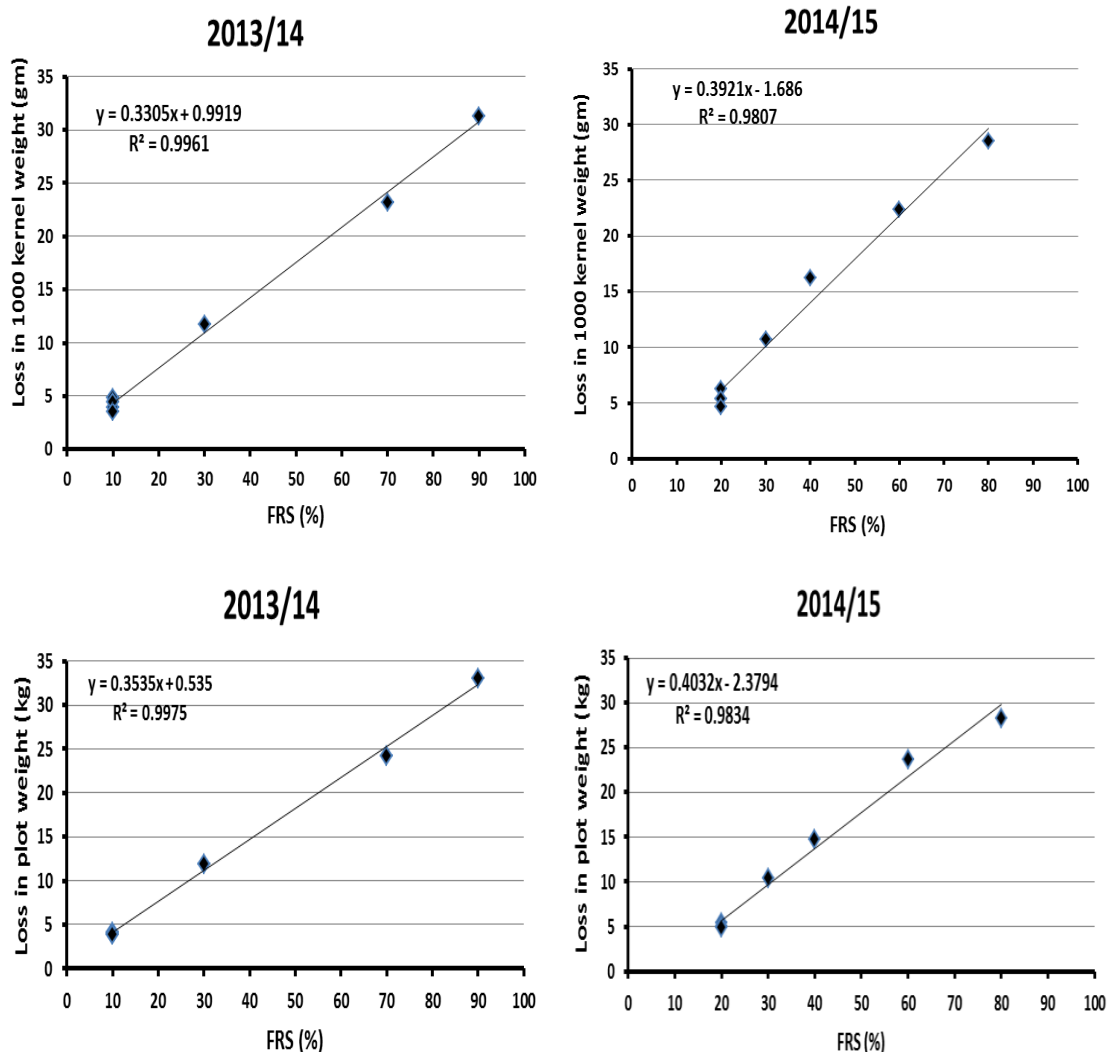 2013/14
Loss in 1000 kernel weight (gm)
35
30
25
20
15
10
5
0
y = 0.3305x + 0.9919
R² = 0.9961
0 10 20 30 40 50 60 70 80 90 100
FRS (%)
2014/15
Loss in 1000 kernel weight (gm)
35
30
25
20
15
10
5
0
y = 0.3921x - 1.686
R² = 0.9807
0 10 20 30 40 50 60 70 80 90 100
FRS (%)
2013/14
Loss in plot weight (kg)
35
30
25
20
15
10
5
0
y = 0.3535x + 0.535
R² = 0.9975
0 10 20 30 40 50 60 70 80 90 100
FRS (%)
2014/15
Loss in plot weight (kg)
35
30
25
20
15
10
5
0
y = 0.4032x - 2.3794
R² = 0.9834
0 10 20 30 40 50 60 70 80 90 100
FRS (%)